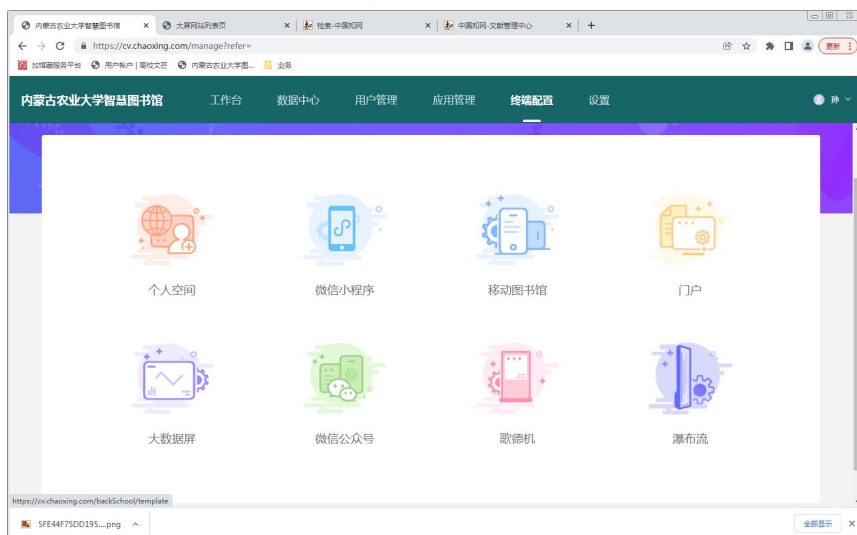 内蒙古农业大学智慧图书馆 大屏网站列表页 检索-中国知网 中国知网-文献管理中心
https://cv.chaoxing.com/manage?refer= 更新
加馆藏服务平台 用户帐户 | 高校文芒 内蒙古农业大学图... 业务
内蒙古农业大学智慧图书馆 工作台 数据中心 用户管理 应用管理 终端配置 设置 孙
个人空间 微信小程序 移动图书馆 门户
大数据屏 微信公众号 歌德机 瀑布流
https://cv.chaoxing.com/backSchool/template
5FE44F75DD195....png 全部显示